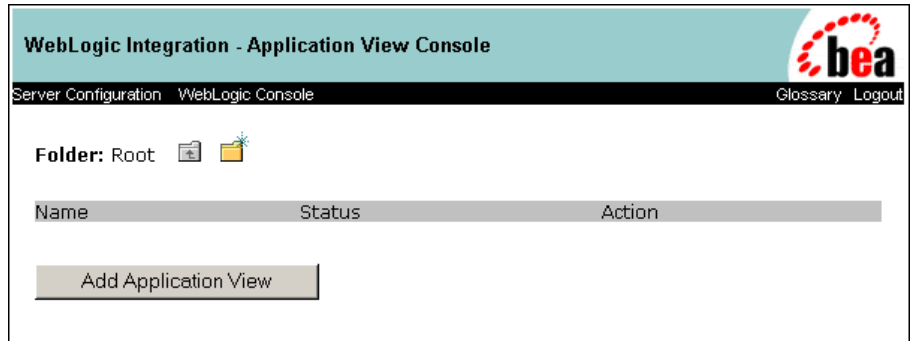 WebLogic Integration - Application View Console
bea
Server Configuration WebLogic Console Glossary Logout
Folder: Root
Name Status Action
Add Application View